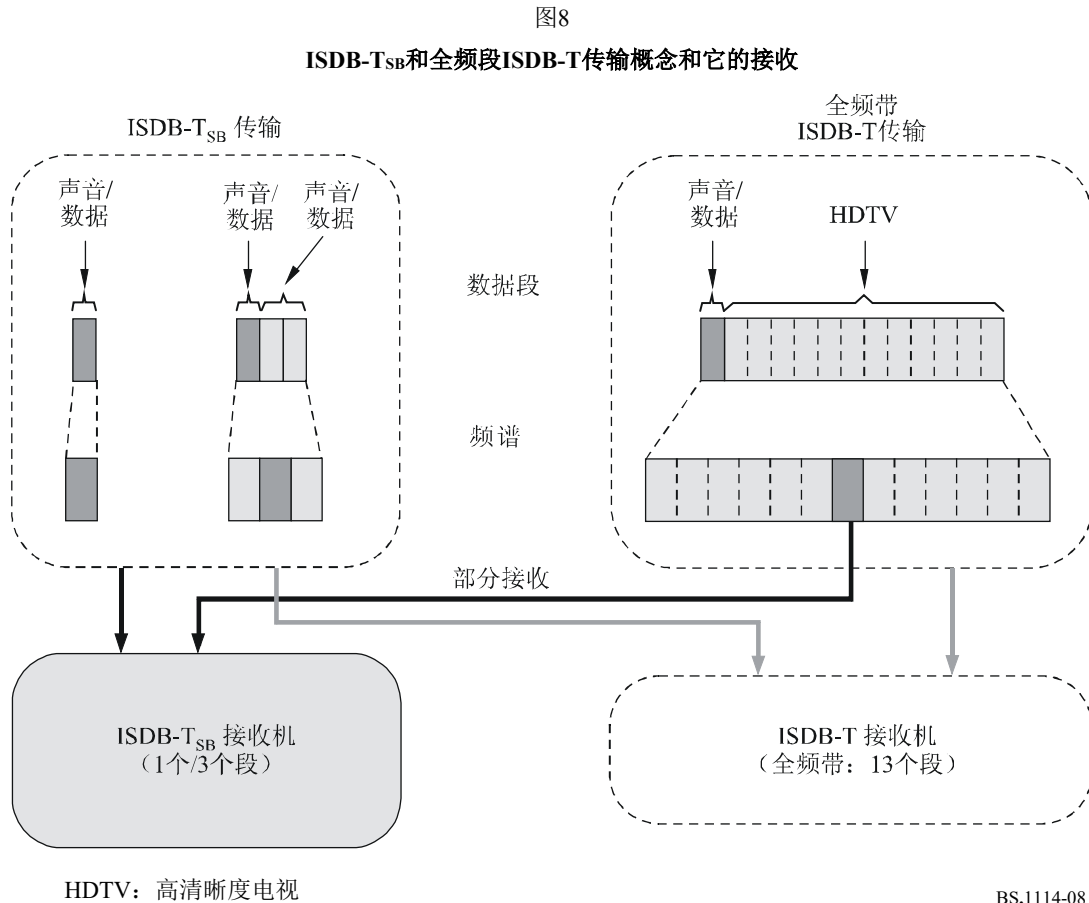 图8
ISDB-TSB和全频段ISDB-T传输概念和它的接收
ISDB-TSB 传输
全频带
ISDB-T传输
声音/
数据
声音/
数据
声音/
数据
声音/
数据
HDTV
数据段
频谱
部分接收
ISDB-TSB 接收机
（1个/3个段）
ISDB-T 接收机
（全频带：13个段）
HDTV：高清晰度电视
BS.1114-08